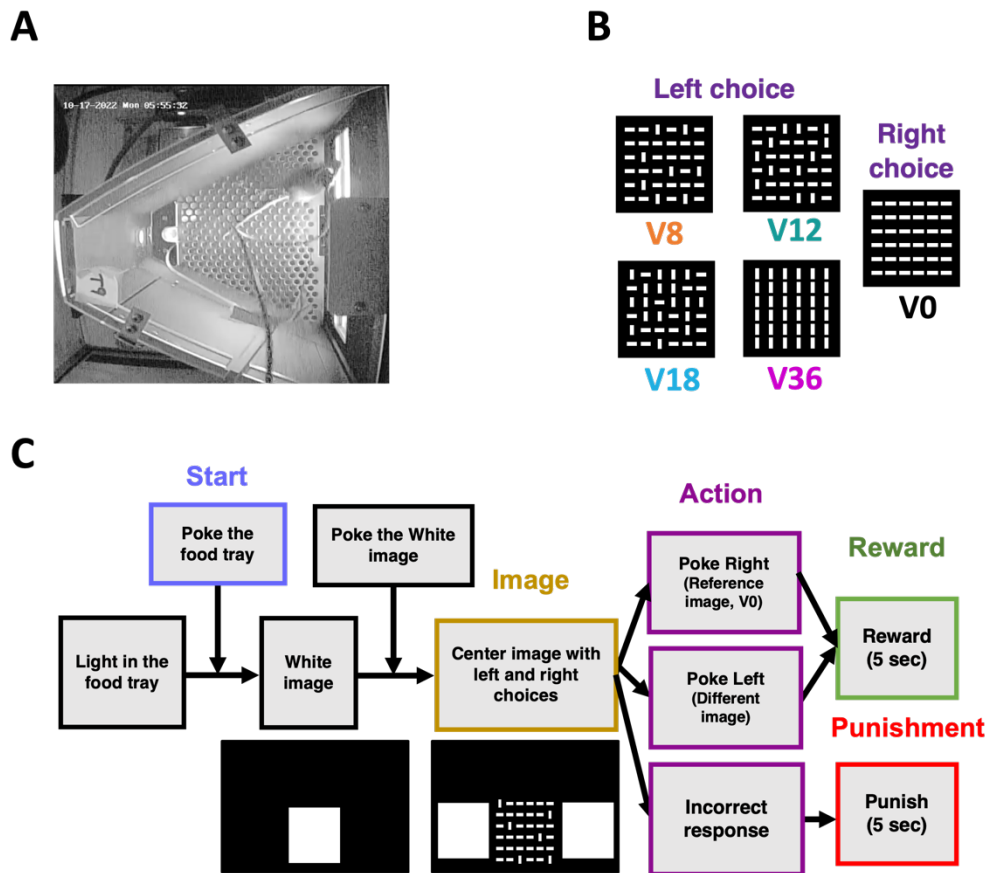 A
10-17-2022 Mon 05:55:32
B
Left choice
Right
choice
V8
V12
V18
V36
V0
C
Start
Poke the
food tray
Poke the White
image
Image
Action
Reward
Light in the
food tray
White
image
Center image with
left and right
choices
Poke Right
(Reference
image, V0)
Poke Left
(Different
image)
Incorrect
response
Reward
(5 sec)
Punishment
Punish
(5 sec)